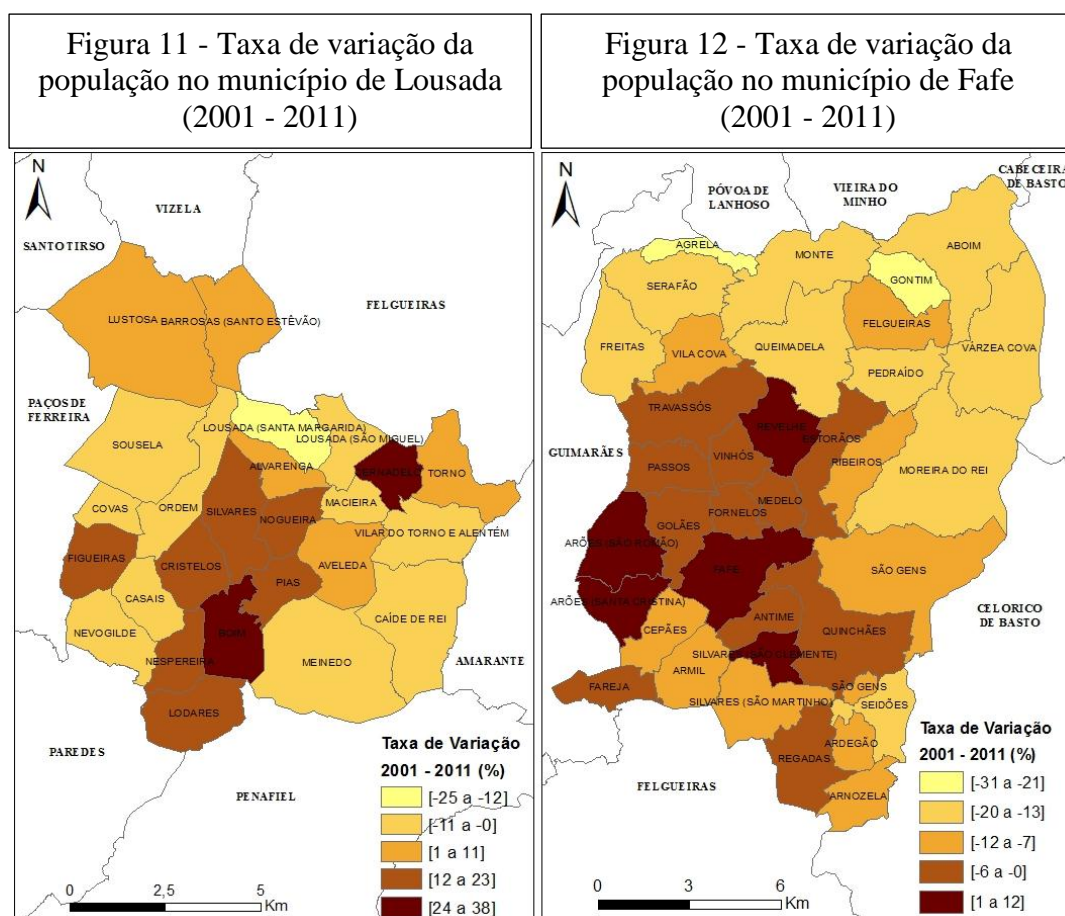 Figura 11 - Taxa de variação da
população no município de Lousada
(2001 - 2011)
N
VIZELA
SANTO TIRSO
FELGUEIRAS
LUSTOSA
BARROSAS (SANTO ESTÊVÃO)
PAÇOS DE
FERREIRA
LOUSADA (SANTA MARGARIDA)
SOUSELA
LOUSADA (SÃO MIGUEL)
ALVARENGA
CERNADELO
TORNO
MACIEIRA
COVAS
ORDEM
SILVARES
NOGUEIRA
VILAR DO TORNO E ALENTÉM
FIGUEIRAS
CRISTELOS
AVELEDA
PIAS
CASAIS
CAÍDE DE REI
NEVOGILDE
BOIM
MEINEDO
NESPEREIRA
AMARANTE
LODARES
PAREDES
PENAFIEL
Taxa de Variação
2001 - 2011 (%)
[-25 a -12]
[-11 a -0]
[1 a 11]
[12 a 23]
[24 a 38]
0 2,5 5
Km
Figura 12 - Taxa de variação da
população no município de Fafe
(2001 - 2011)
N
CABECEIRA
DE BASTO
PÓVOA DE
LANHOSO
VIEIRA DO
MINHO
AGRELA
MONTE
ABOIM
GONTIM
SERAFÃO
FELGUEIRAS
FREITAS
VILA COVA
QUEIMADELA
VÁRZEA COVA
PEDRAÍDO
TRAVASSÓS
REVELHE
ESTORÃOS
GUIMARÃES
VINHÓS
RIBEIROS
PASSOS
MOREIRA DO REI
MEDELO
GOLÃES
FORNELOS
ARÕES (SÃO ROMÃO)
FAFE
SÃO GENS
ARÕES (SANTA CRISTINA)
ANTIME
CELORICO
DE BASTO
CEPÃES
QUINCHÃES
SILVARES (SÃO CLEMENTE)
ARMIL
FAREJA
SÃO GENS
SILVARES (SÃO MARTINHO)
SEIDÕES
ARDEGÃO
REGADAS
FELGUEIRAS
ARNOZELA
Taxa de Variação
2001 - 2011 (%)
[-31 a -21]
[-20 a -13]
[-12 a -7]
[-6 a -0]
[1 a 12]
0 3 6
Km